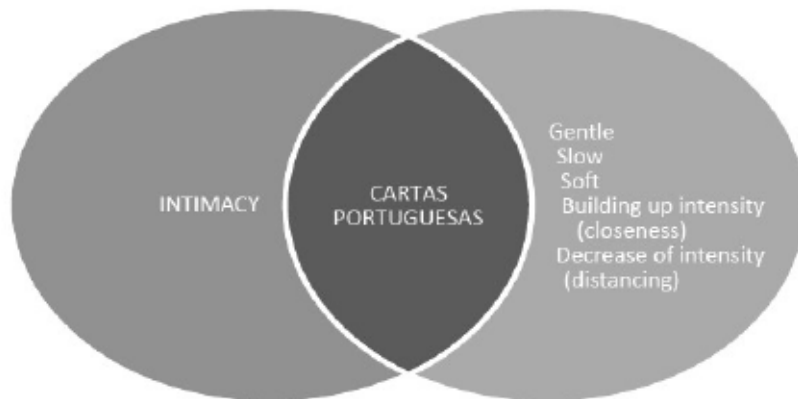 INTIMACY
CARTAS
PORTUGUESAS
Gentle
Slow
Soft
Building up intensity
(closeness)
Decrease of intensity
(distancing)